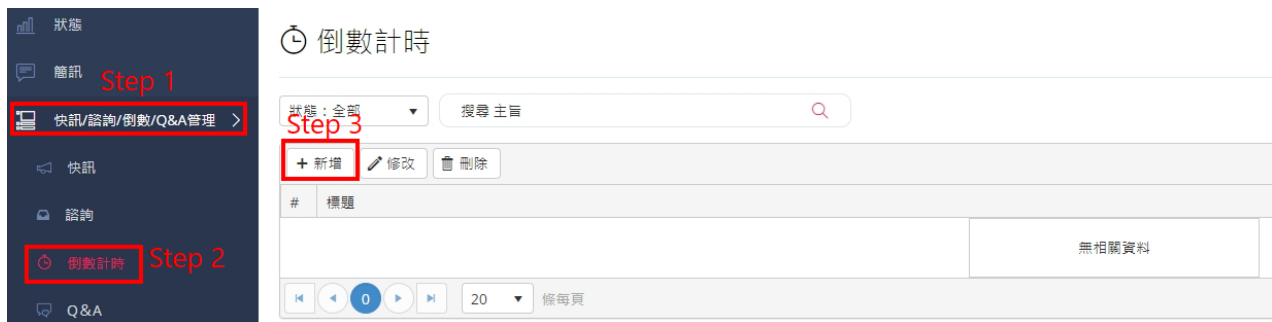 狀態
簡訊
Step 1
快訊/諮詢/倒數/Q&A管理
快訊
諮詢
倒數計時
Step 2
Q&A
倒數計時
狀態：全部
搜尋 主旨
Step 3
+ 新增
修改
刪除
# 標題
無相關資料
0
20
條每頁